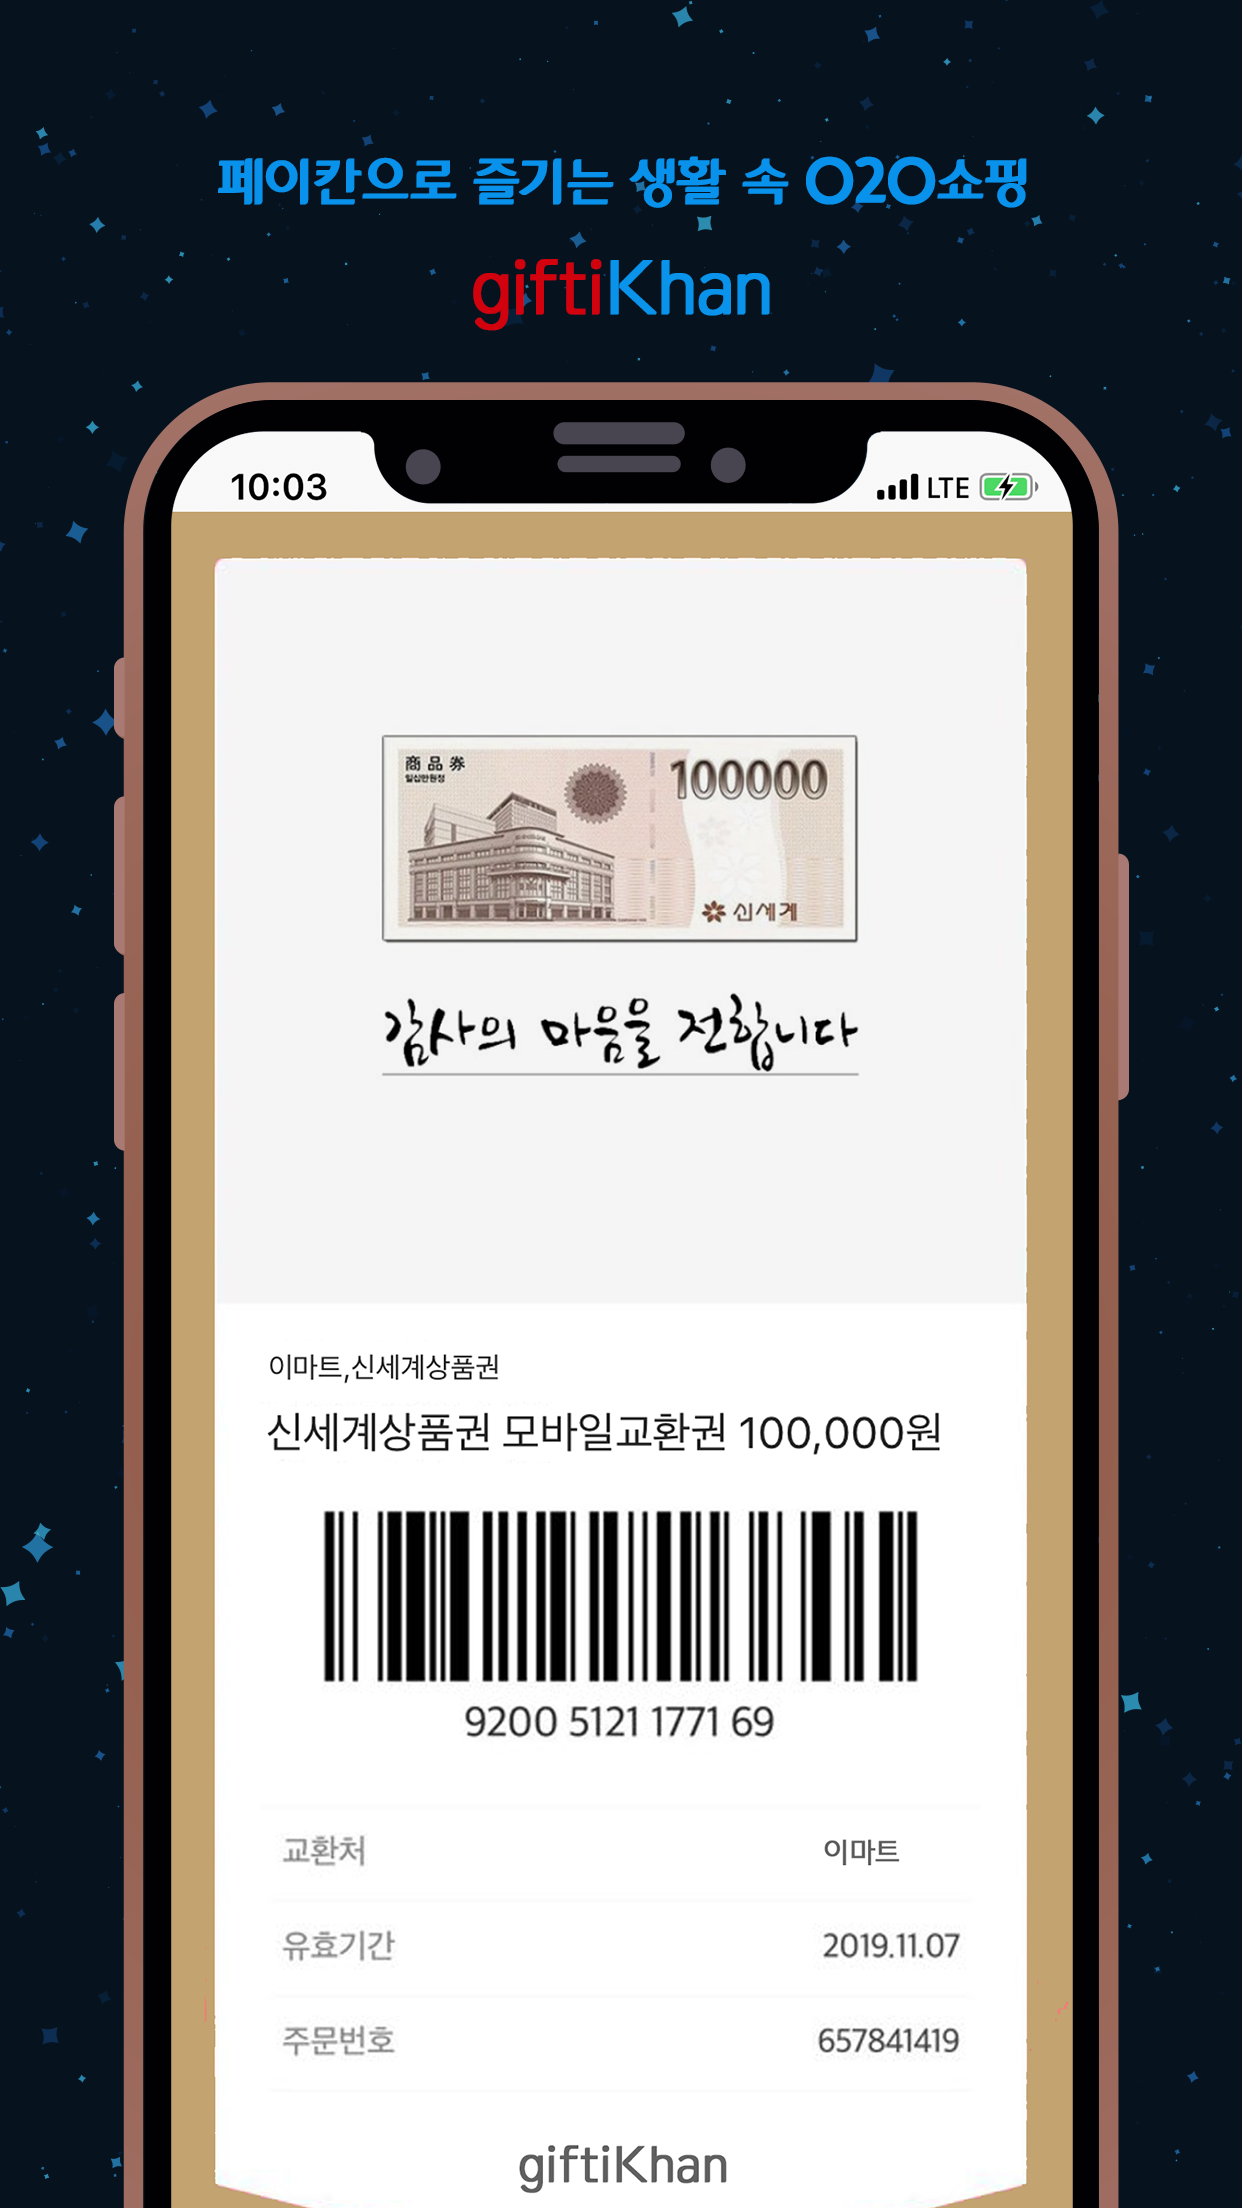 페이칸으로 즐기는 생활 속 O2O쇼핑
giftiKhan
10:03
LTE
商品券
일십만원정
100000
신세계
감사의 마음을 전합니다
이마트,신세계상품권
신세계상품권 모바일교환권 100,000원
9200 5121 1771 69
교환처 이마트
유효기간 2019.11.07
주문번호 657841419
giftiKhan